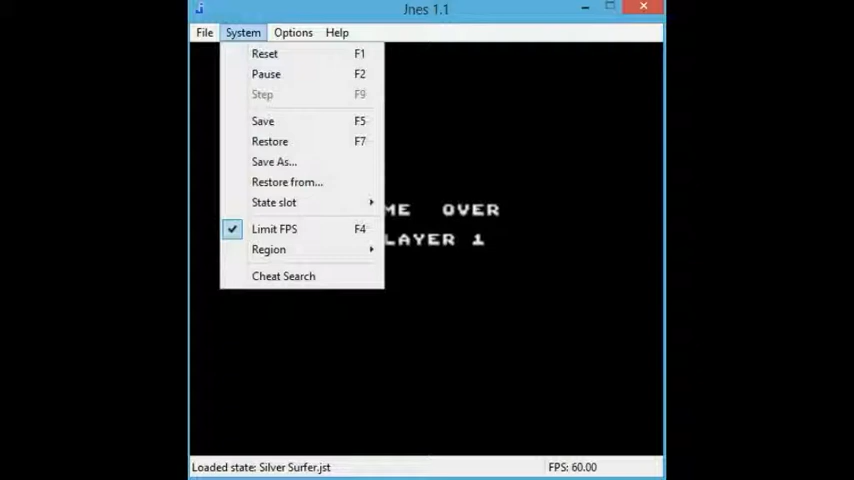 Jnes 1.1
File System Options Help
Reset F1
Pause F2
Step F9
Save F5
Restore F7
Save As...
Restore from...
State slot
Limit FPS F4
Region
Cheat Search
ME OVER
LAYER 1
Loaded state: Silver Surfer.jst FPS: 60.00